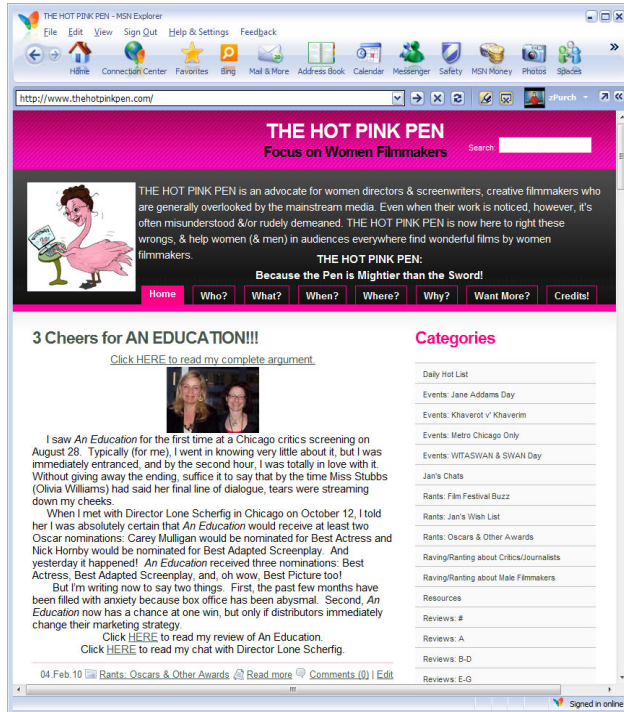 THE HOT PINK PEN - MSN Explorer
File Edit View Sign Out Help & Settings Feedback
Home Connection Center Favorites Bing Mail & More Address Book Calendar Messenger Safety MSN Money Photos Spaces
http://www.thehotpinkpen.com/
zPurch
THE HOT PINK PEN
Focus on Women Filmmakers
Search:
THE HOT PINK PEN is an advocate for women directors & screenwriters, creative filmmakers who
are generally overlooked by the mainstream media. Even when their work is noticed, however, it's
often misunderstood &/or rudely demeaned. THE HOT PINK PEN is now here to right these
wrongs, & help women (& men) in audiences everywhere find wonderful films by women
filmmakers.
THE HOT PINK PEN:
Because the Pen is Mightier than the Sword!
Home Who? What? When? Where? Why? Want More? Credits!
3 Cheers for AN EDUCATION!!!
Click HERE to read my complete argument.
I saw An Education for the first time at a Chicago critics screening on
August 28. Typically (for me), I went in knowing very little about it, but I was
immediately entranced, and by the second hour, I was totally in love with it.
Without giving away the ending, suffice it to say that by the time Miss Stubbs
(Olivia Williams) had said her final line of dialogue, tears were streaming
down my cheeks.
When I met with Director Lone Scherfig in Chicago on October 12, I told
her I was absolutely certain that An Education would receive at least two
Oscar nominations: Carey Mulligan would be nominated for Best Actress and
Nick Hornby would be nominated for Best Adapted Screenplay. And
yesterday it happened! An Education received three nominations: Best
Actress, Best Adapted Screenplay, and, oh wow, Best Picture too!
But I'm writing now to say two things. First, the past few months have
been filled with anxiety because box office has been abysmal. Second, An
Education now has a chance at one win, but only if distributors immediately
change their marketing strategy.
Click HERE to read my review of An Education.
Click HERE to read my chat with Director Lone Scherfig.
04.Feb.10 Rants: Oscars & Other Awards Read more Comments (0) | Edit
Categories
Daily Hot List
Events: Jane Addams Day
Events: Khaverot v' Khaverim
Events: Metro Chicago Only
Events: WITASWAN & SWAN Day
Jan's Chats
Rants: Film Festival Buzz
Rants: Jan's Wish List
Rants: Oscars & Other Awards
Raving/Ranting about Critics/Journalists
Raving/Ranting about Male Filmmakers
Resources
Reviews: #
Reviews: A
Reviews: B-D
Reviews: E-G
Signed in online